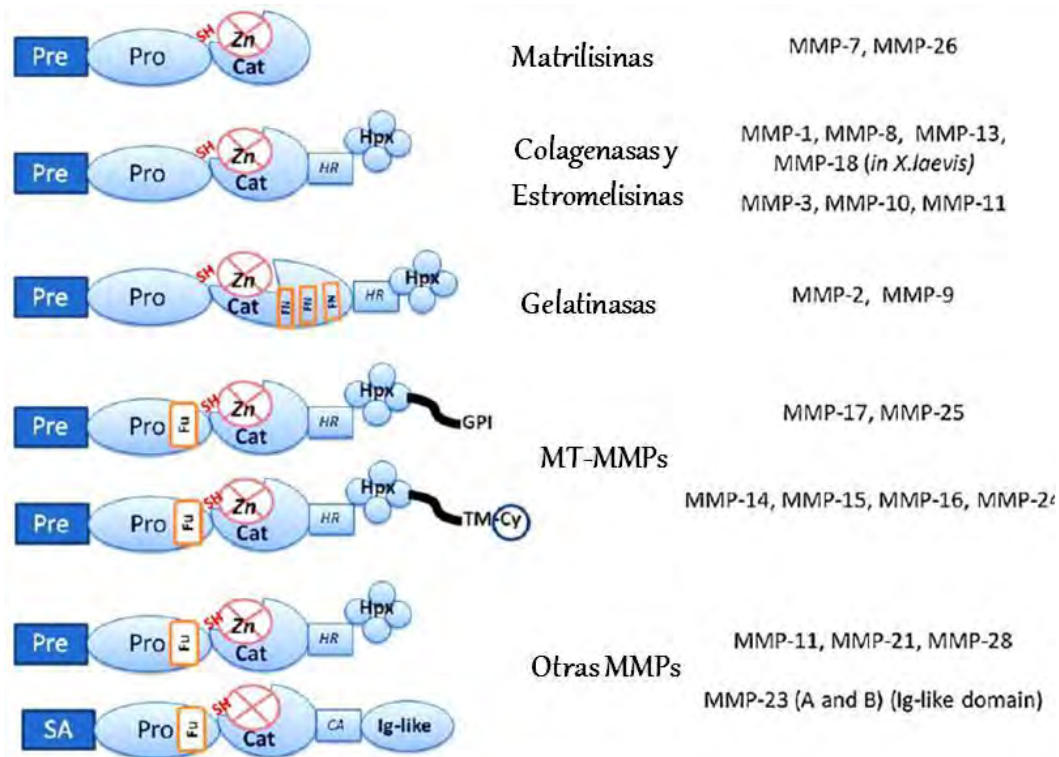 Pre Pro SH Zn Cat Matrilisinas MMP-7, MMP-26
Pre Pro SH Zn Cat HR Hpx Colagenasas y MMP-1, MMP-8, MMP-13,
MMP-18 (in X.laevis)
Estromelisinas MMP-3, MMP-10, MMP-11
Pre Pro SH Zn Cat FN FN FN HR Hpx Gelatinasas MMP-2, MMP-9
Pre Pro Fu SH Zn Cat HR Hpx GPI MMP-17, MMP-25
MT-MMPs
Pre Pro Fu SH Zn Cat HR Hpx TM-Cy MMP-14, MMP-15, MMP-16, MMP-24
Pre Pro Fu SH Zn Cat HR Hpx MMP-11, MMP-21, MMP-28
Otras MMPs
SA Pro Fu SH Cat CA Ig-like MMP-23 (A and B) (Ig-like domain)